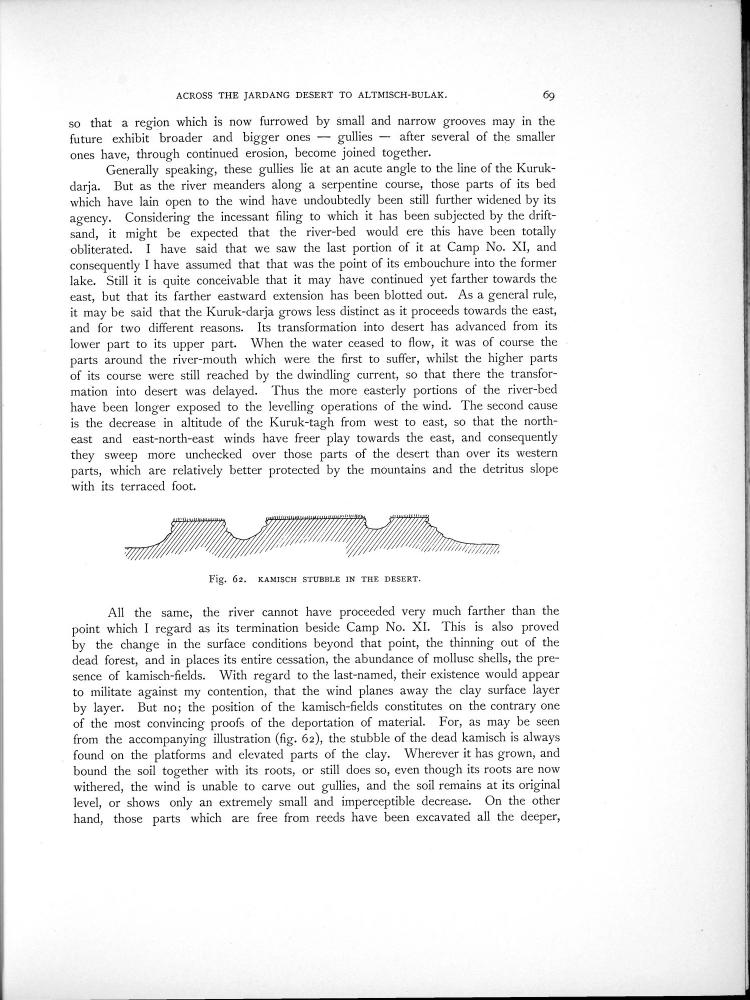 ACROSS THE JARDANG DESERT TO ALTMISCH-BULAK. 69
so that a region which is now furrowed by small and narrow grooves may in the
future exhibit broader and bigger ones — gullies — after several of the smaller
ones have, through continued erosion, become joined together.
Generally speaking, these gullies lie at an acute angle to the line of the Kuruk-
darja. But as the river meanders along a serpentine course, those parts of its bed
which have lain open to the wind have undoubtedly been still further widened by its
agency. Considering the incessant filing to which it has been subjected by the drift-
sand, it might be expected that the river-bed would ere this have been totally
obliterated. I have said that we saw the last portion of it at Camp No. XI, and
consequently I have assumed that that was the point of its embouchure into the former
lake. Still it is quite conceivable that it may have continued yet farther towards the
east, but that its farther eastward extension has been blotted out. As a general rule,
it may be said that the Kuruk-darja grows less distinct as it proceeds towards the east,
and for two different reasons. Its transformation into desert has advanced from its
lower part to its upper part. When the water ceased to flow, it was of course the
parts around the river-mouth which were the first to suffer, whilst the higher parts
of its course were still reached by the dwindling current, so that there the transfor-
mation into desert was delayed. Thus the more easterly portions of the river-bed
have been longer exposed to the levelling operations of the wind. The second cause
is the decrease in altitude of the Kuruk-tagh from west to east, so that the north-
east and east-north-east winds have freer play towards the east, and consequently
they sweep more unchecked over those parts of the desert than over its western
parts, which are relatively better protected by the mountains and the detritus slope
with its terraced foot.
Fig. 62. KAMISCH STUBBLE IN THE DESERT.
All the same, the river cannot have proceeded very much farther than the
point which I regard as its termination beside Camp No. XI. This is also proved
by the change in the surface conditions beyond that point, the thinning out of the
dead forest, and in places its entire cessation, the abundance of mollusc shells, the pre-
sence of kamisch-fields. With regard to the last-named, their existence would appear
to militate against my contention, that the wind planes away the clay surface layer
by layer. But no; the position of the kamisch-fields constitutes on the contrary one
of the most convincing proofs of the deportation of material. For, as may be seen
from the accompanying illustration (fig. 62), the stubble of the dead kamisch is always
found on the platforms and elevated parts of the clay. Wherever it has grown, and
bound the soil together with its roots, or still does so, even though its roots are now
withered, the wind is unable to carve out gullies, and the soil remains at its original
level, or shows only an extremely small and imperceptible decrease. On the other
hand, those parts which are free from reeds have been excavated all the deeper,